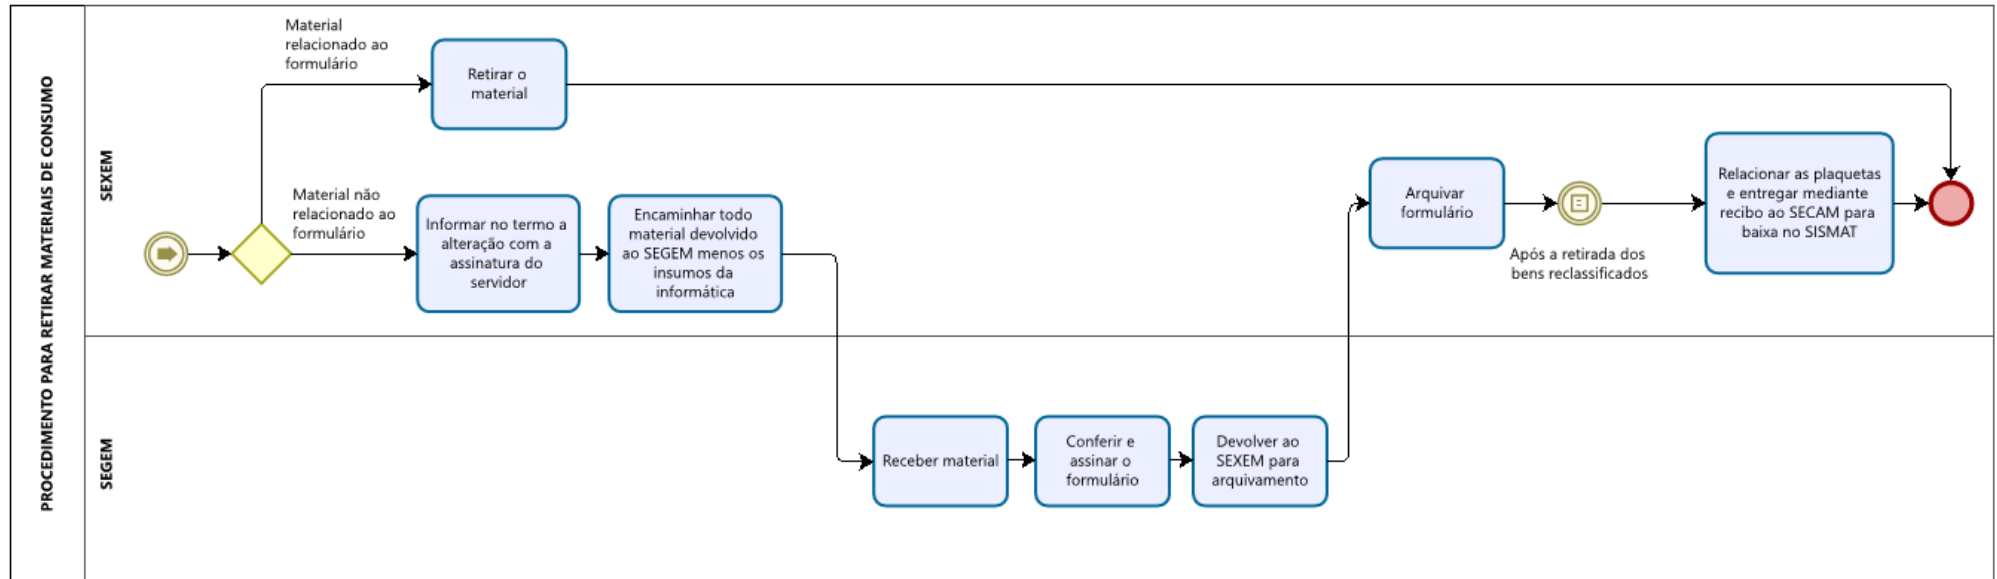 PROCEDIMENTO PARA RETIRAR MATERIAIS DE CONSUMO
SEXEM
Material
relacionado ao
formulário
Retirar o
material
Material não
relacionado ao
formulário
Informar no termo a
alteração com a
assinatura do
servidor
Encaminhar todo
material devolvido
ao SEGEM menos os
insumos da
informática
Arquivar
formulário
Após a retirada dos
bens reclassificados
Relacionar as plaquetas
e entregar mediante
recibo ao SECAM para
baixa no SISMAT
SEGEM
Receber material
Conferir e
assinar o
formulário
Devolver ao
SEXEM para
arquivamento